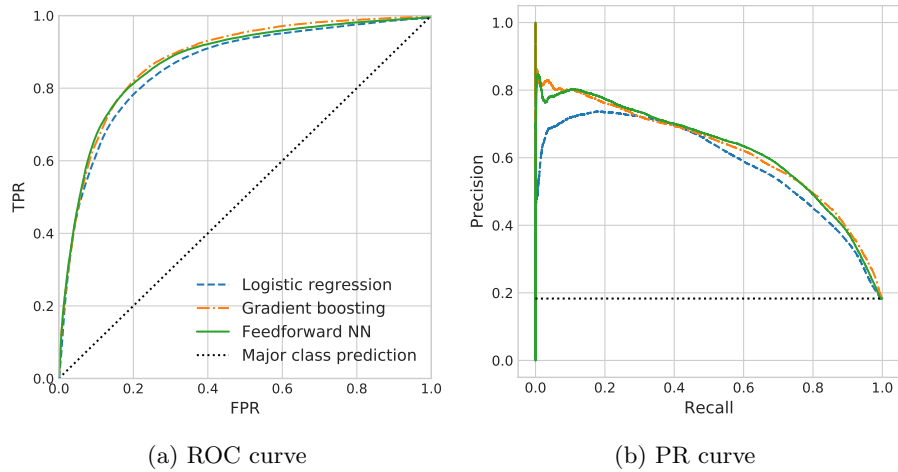 1.0
0.8
0.6
0.4
0.2
0.0
TPR
0.0
0.2
0.4
0.6
0.8
1.0
FPR
Logistic regression
Gradient boosting
Feedforward NN
Major class prediction
(a) ROC curve
1.0
0.8
0.6
0.4
0.2
0.0
Precision
0.0
0.2
0.4
0.6
0.8
1.0
Recall
(b) PR curve